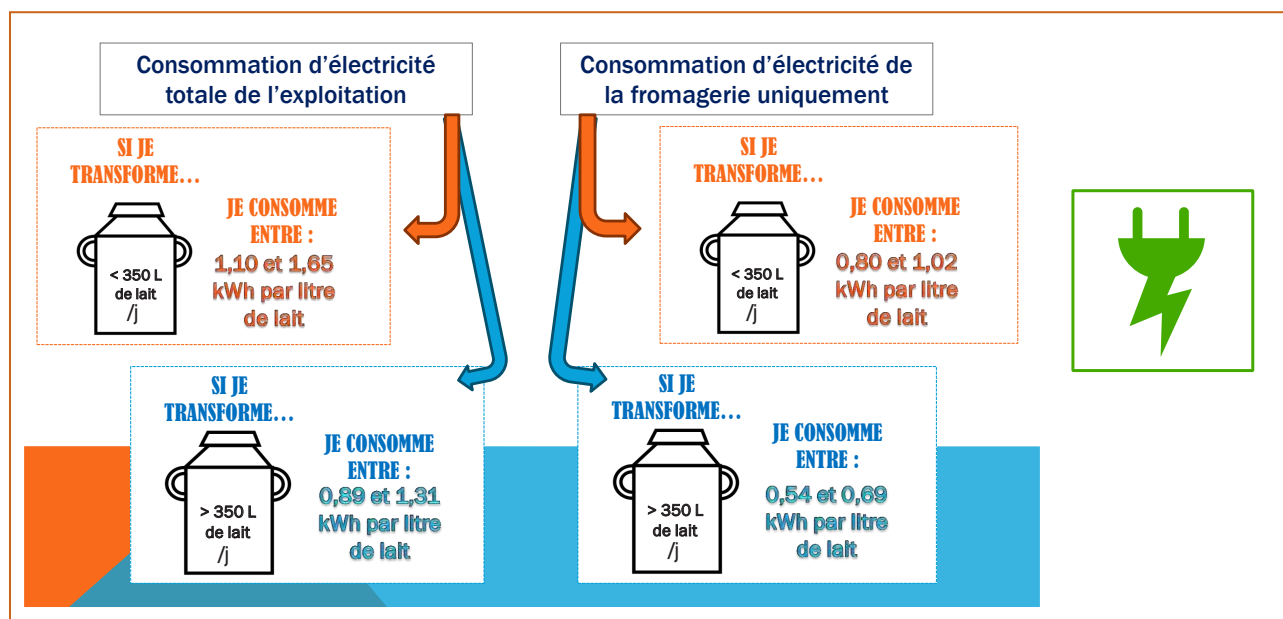 Consommation d’électricité
totale de l’exploitation
SI JE
TRANSFORME…
< 350 L
de lait
/j
JE CONSOMME
ENTRE :
1,10 et 1,65
kWh par litre
de lait
SI JE
TRANSFORME…
> 350 L
de lait
/j
JE CONSOMME
ENTRE :
0,89 et 1,31
kWh par litre
de lait
Consommation d’électricité de
la fromagerie uniquement
SI JE
TRANSFORME…
< 350 L
de lait
/j
JE CONSOMME
ENTRE :
0,80 et 1,02
kWh par litre
de lait
SI JE
TRANSFORME…
> 350 L
de lait
/j
JE CONSOMME
ENTRE :
0,54 et 0,69
kWh par litre
de lait